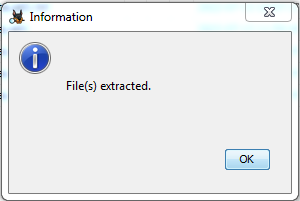 Information
File(s) extracted.
OK